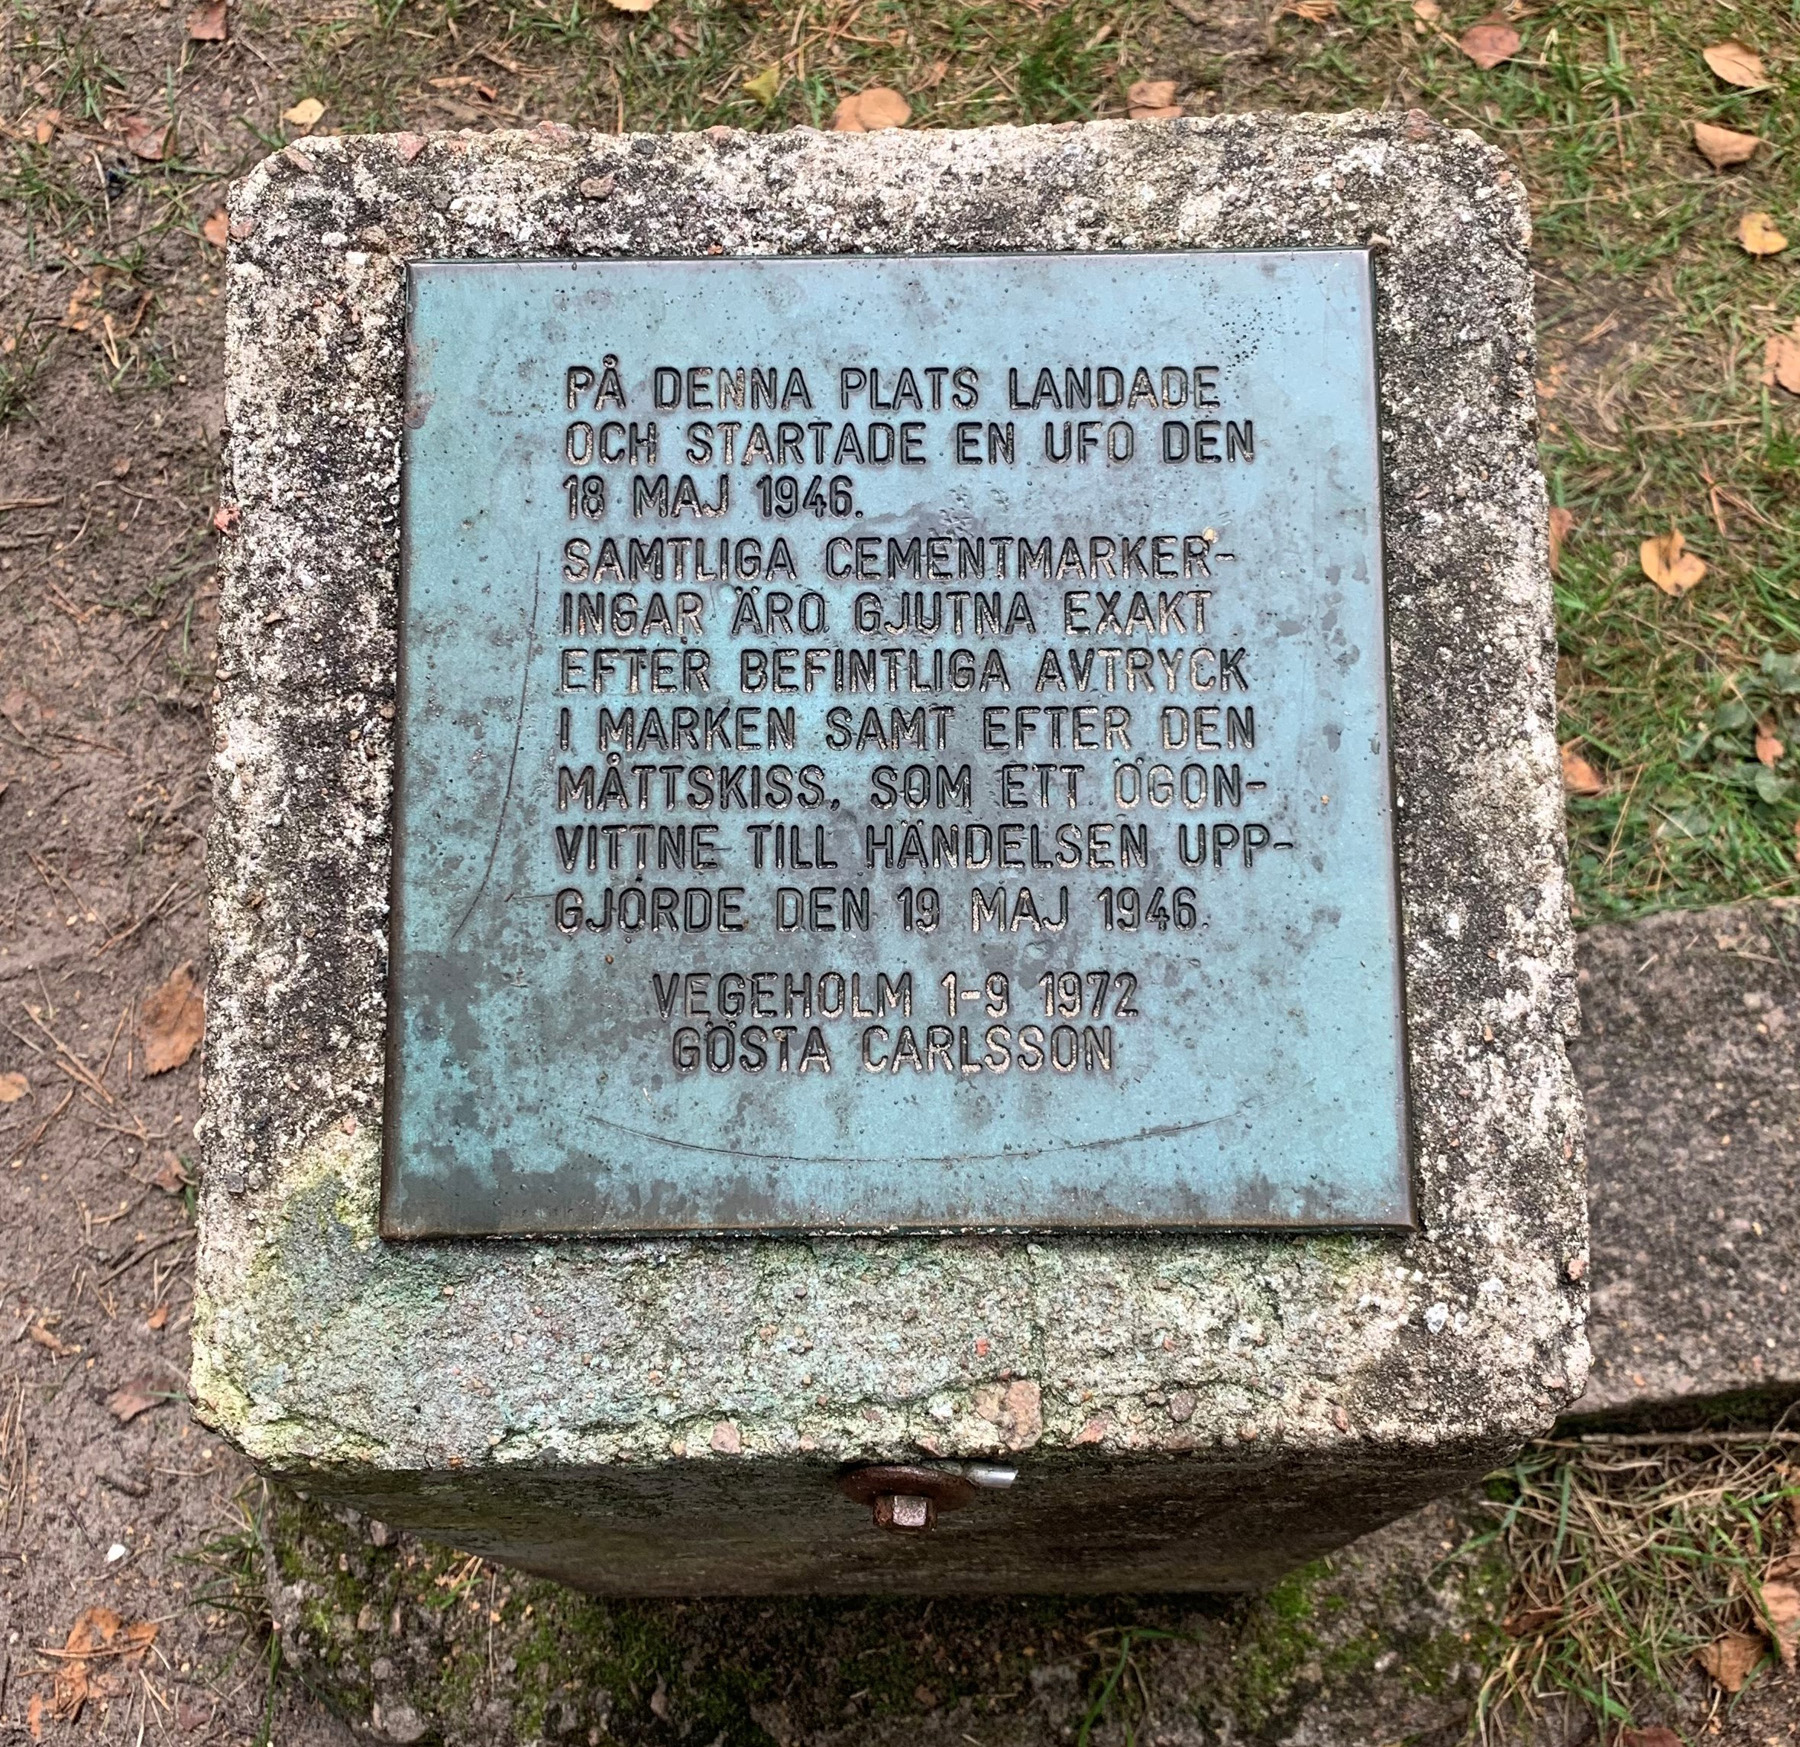 PÅ DENNA PLATS LANDADE
OCH STARTADE EN UFO DEN
18 MAJ 1946.
SAMTLIGA CEMENTMARKER-
INGAR ÄRO GJUTNA EXAKT
EFTER BEFINTLIGA AVTRYCK
I MARKEN SAMT EFTER DEN
MÅTTSKISS, SOM ETT ÖGON-
VITTNE TILL HÄNDELSEN UPP-
GJORDE DEN 19 MAJ 1946.
VEGEHOLM 1-9 1972
GÖSTA CARLSSON